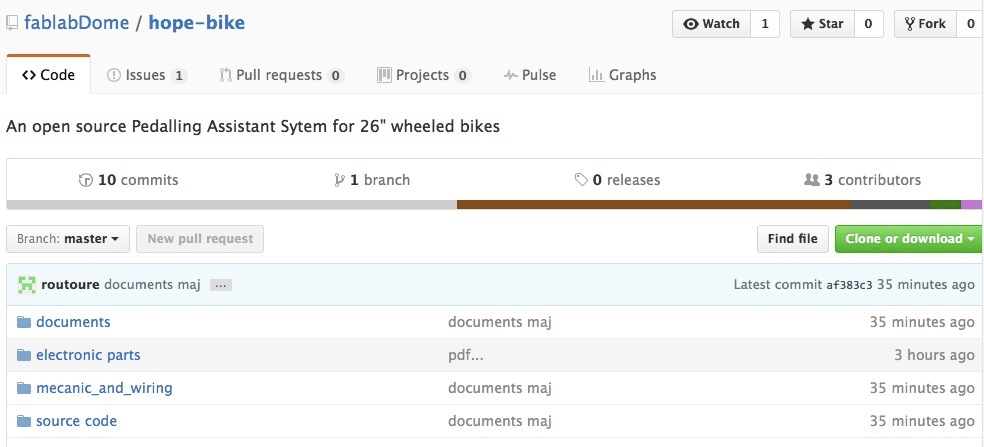 fablabDome / hope-bike Watch 1 Star 0 Fork 0
Code Issues 1 Pull requests 0 Projects 0 Pulse Graphs
An open source Pedalling Assistant Sytem for 26" wheeled bikes
10 commits 1 branch 0 releases 3 contributors
Branch: master New pull request Find file Clone or download
routoure documents maj ... Latest commit af383c3 35 minutes ago
documents documents maj 35 minutes ago
electronic parts pdf... 3 hours ago
mecanic_and_wiring documents maj 35 minutes ago
source code documents maj 35 minutes ago